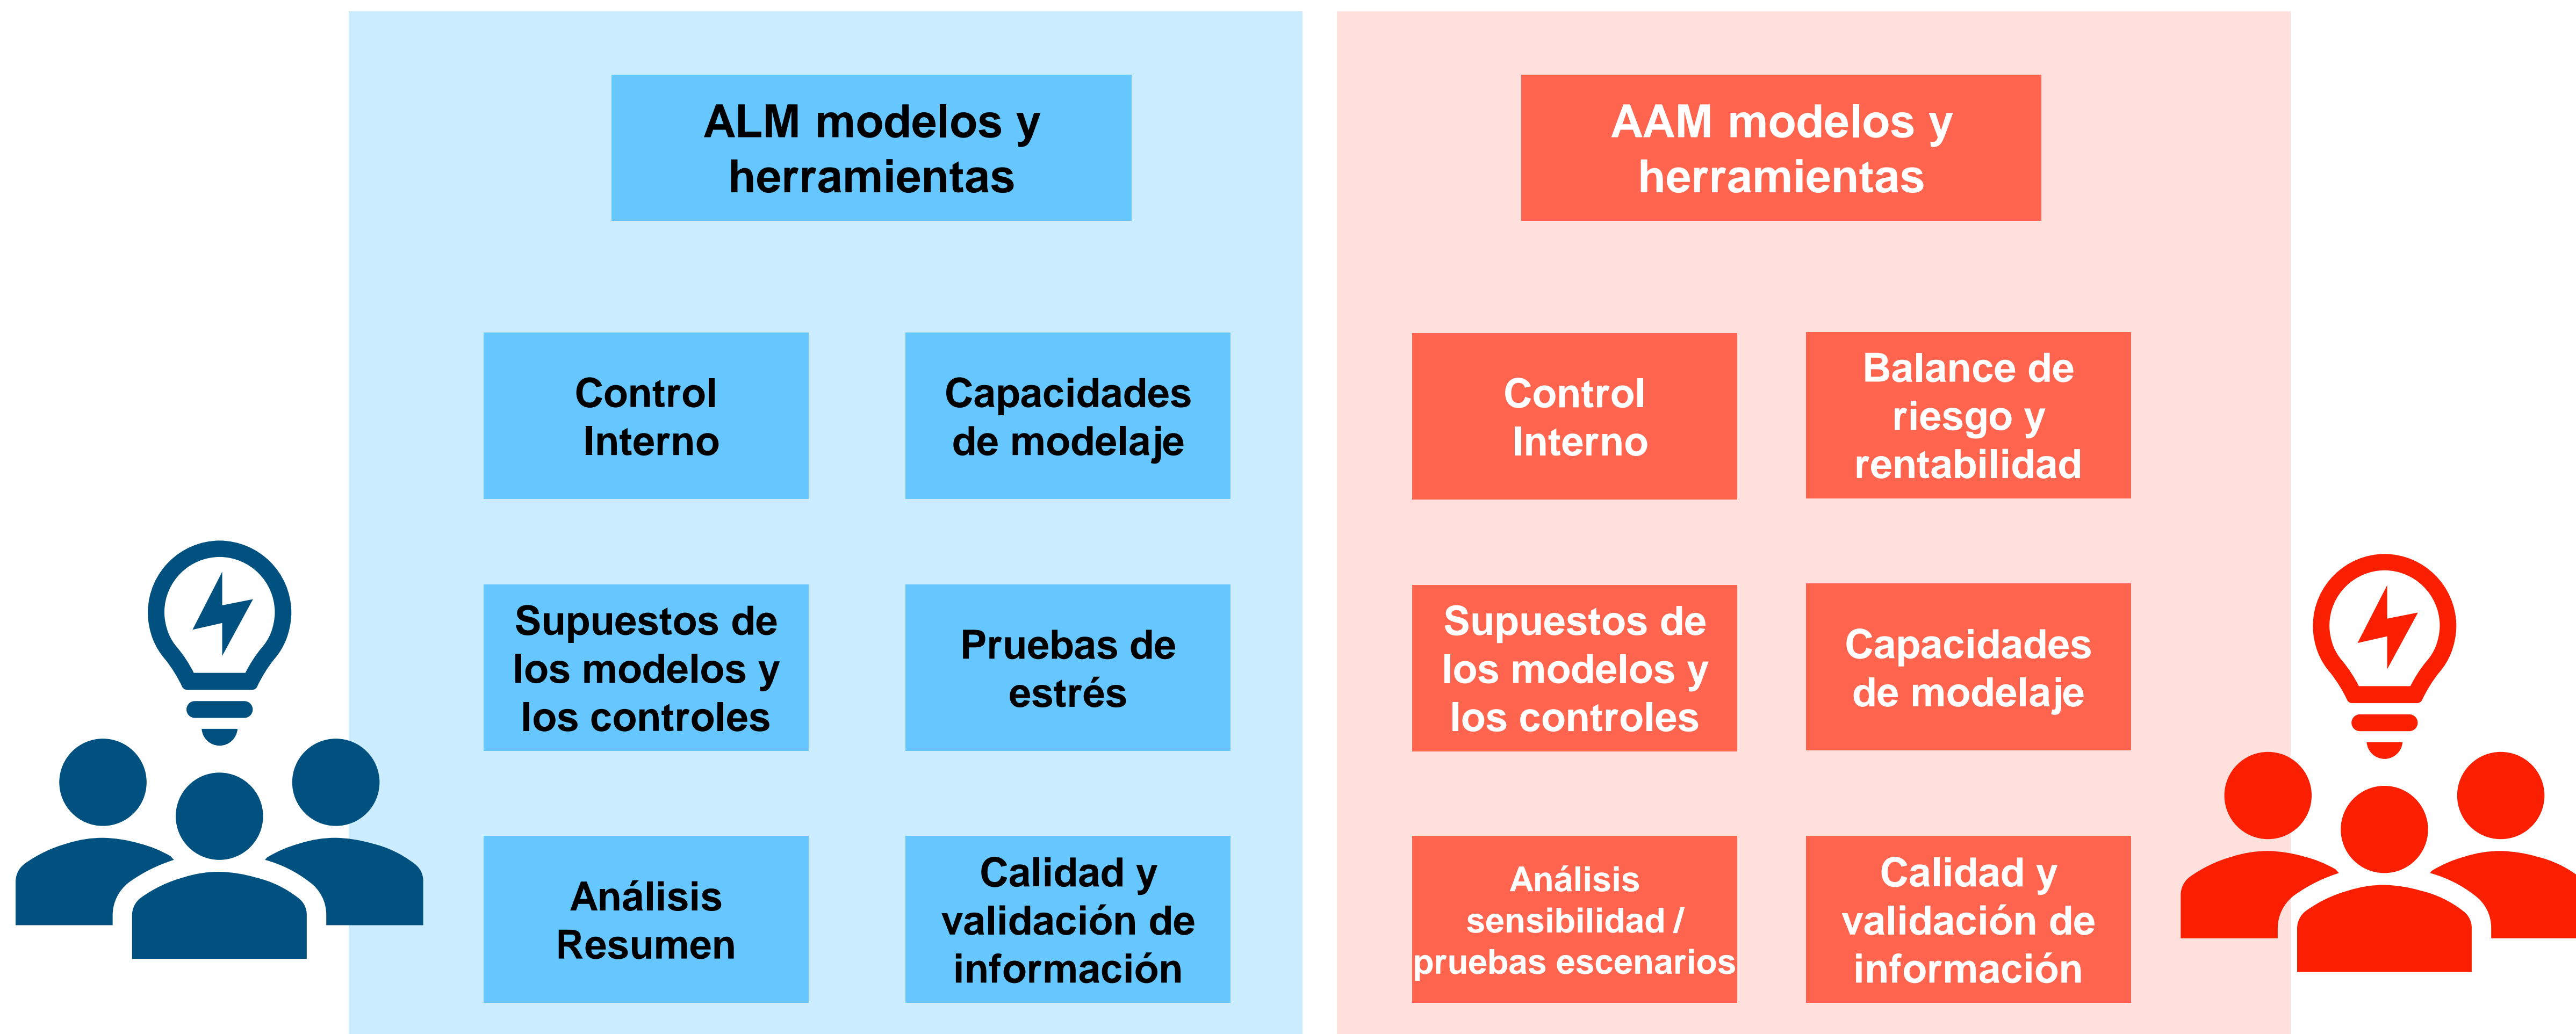 ALM modelos y
herramientas
Control
Interno
Capacidades
de modelaje
Supuestos de
los modelos y
los controles
Pruebas de
estrés
Análisis
Resumen
Calidad y
validación de
información
AAM modelos y
herramientas
Control
Interno
Balance de
riesgo y
rentabilidad
Supuestos de
los modelos y
los controles
Capacidades
de modelaje
Análisis
sensibilidad /
pruebas escenarios
Calidad y
validación de
información